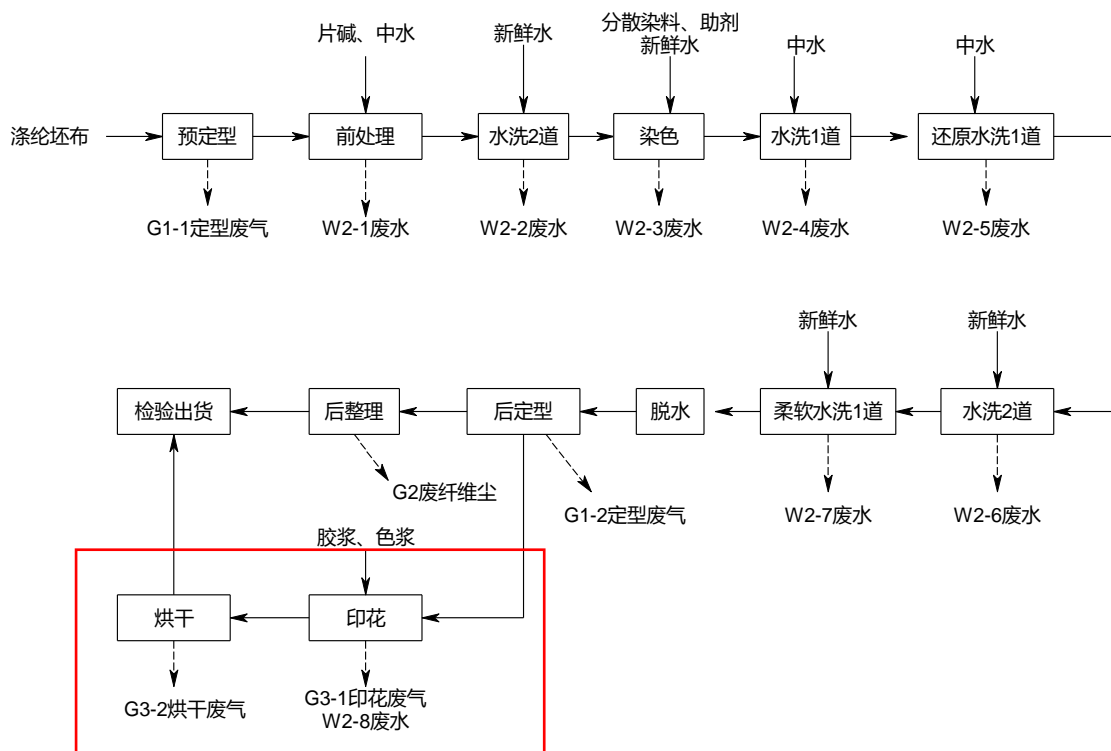 片碱、中水
新鲜水
分散染料、助剂
新鲜水
中水
中水
涤纶坯布
预定型
前处理
水洗2道
染色
水洗1道
还原水洗1道
G1-1定型废气
W2-1废水
W2-2废水
W2-3废水
W2-4废水
W2-5废水
新鲜水
新鲜水
检验出货
后整理
后定型
脱水
柔软水洗1道
水洗2道
G2废纤维尘
G1-2定型废气
W2-7废水
W2-6废水
胶浆、色浆
烘干
印花
G3-2烘干废气
G3-1印花废气
W2-8废水